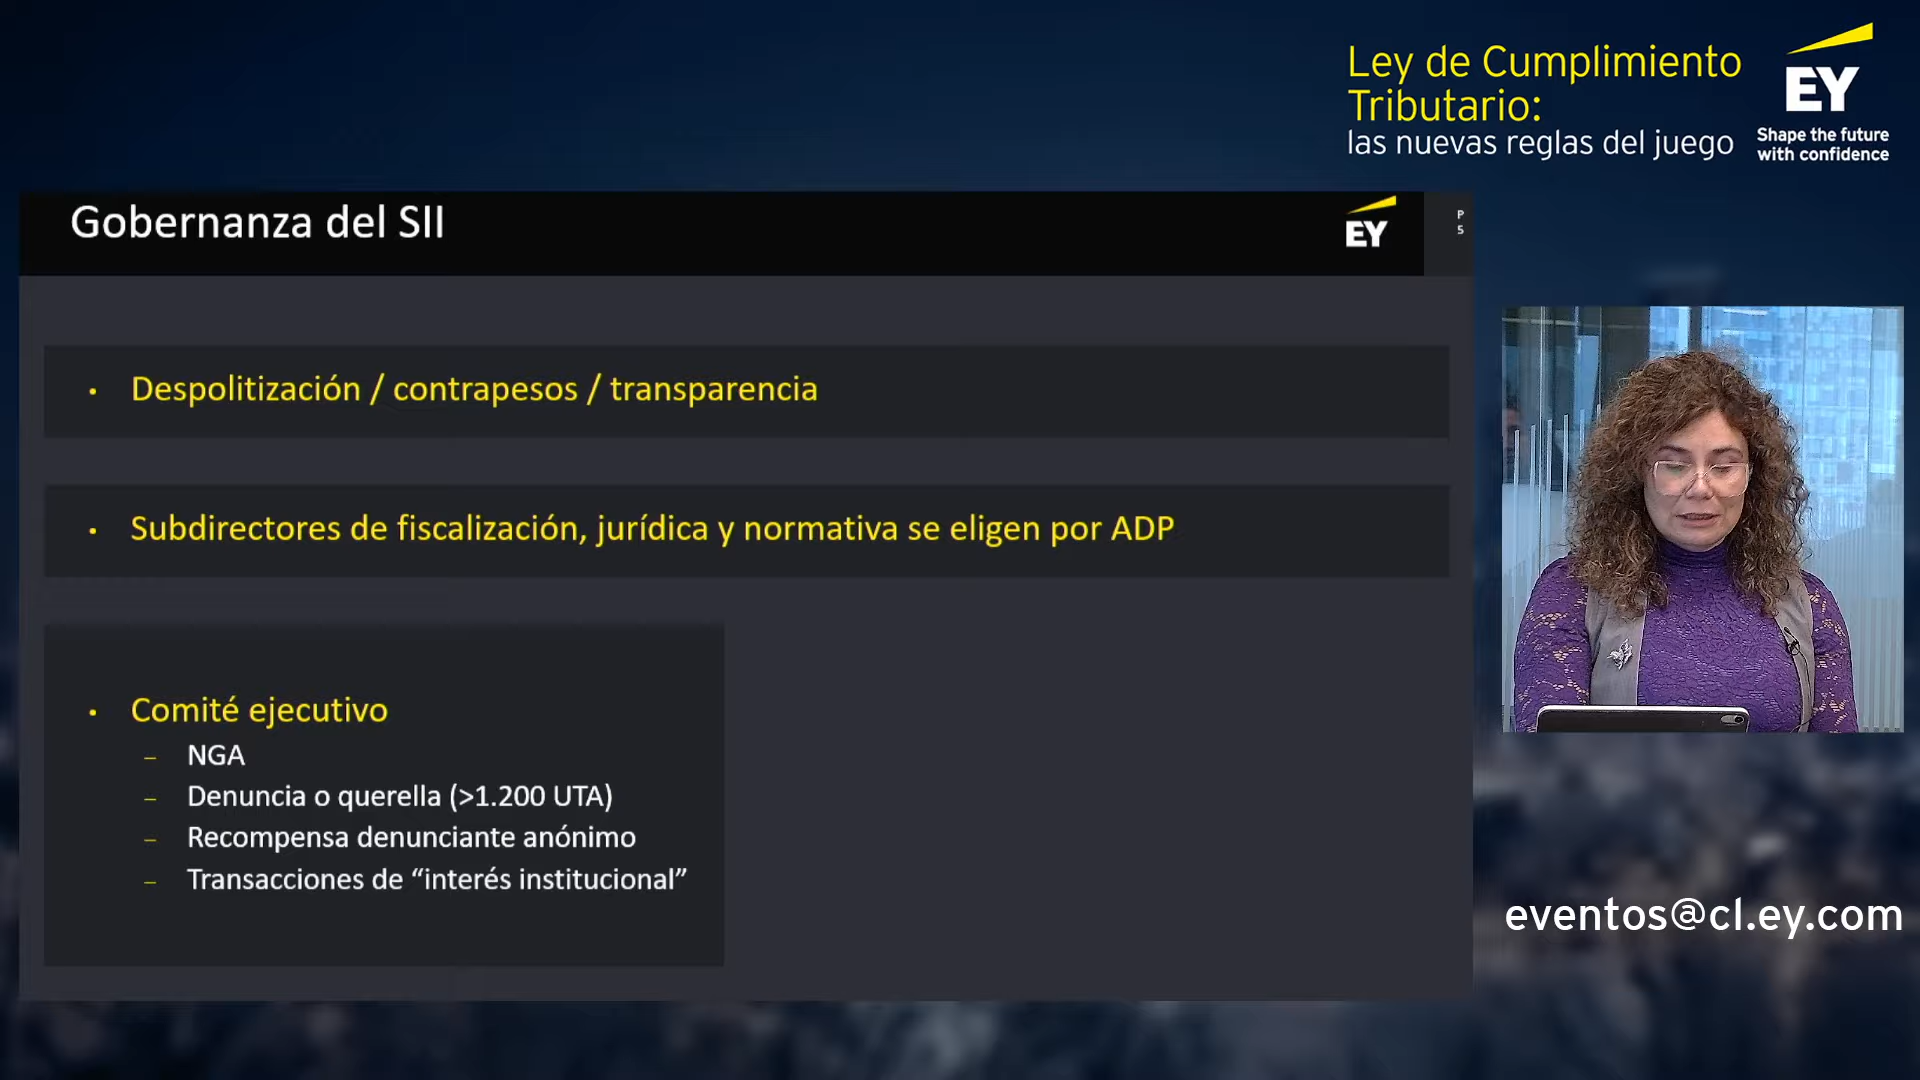 Ley de Cumplimiento
Tributario:
las nuevas reglas del juego
EY
Shape the future
with confidence
Gobernanza del SII
EY
P
5
• Despolitización / contrapesos / transparencia
• Subdirectores de fiscalización, jurídica y normativa se eligen por ADP
• Comité ejecutivo
– NGA
– Denuncia o querella (>1.200 UTA)
– Recompensa denunciante anónimo
– Transacciones de “interés institucional”
eventos@cl.ey.com